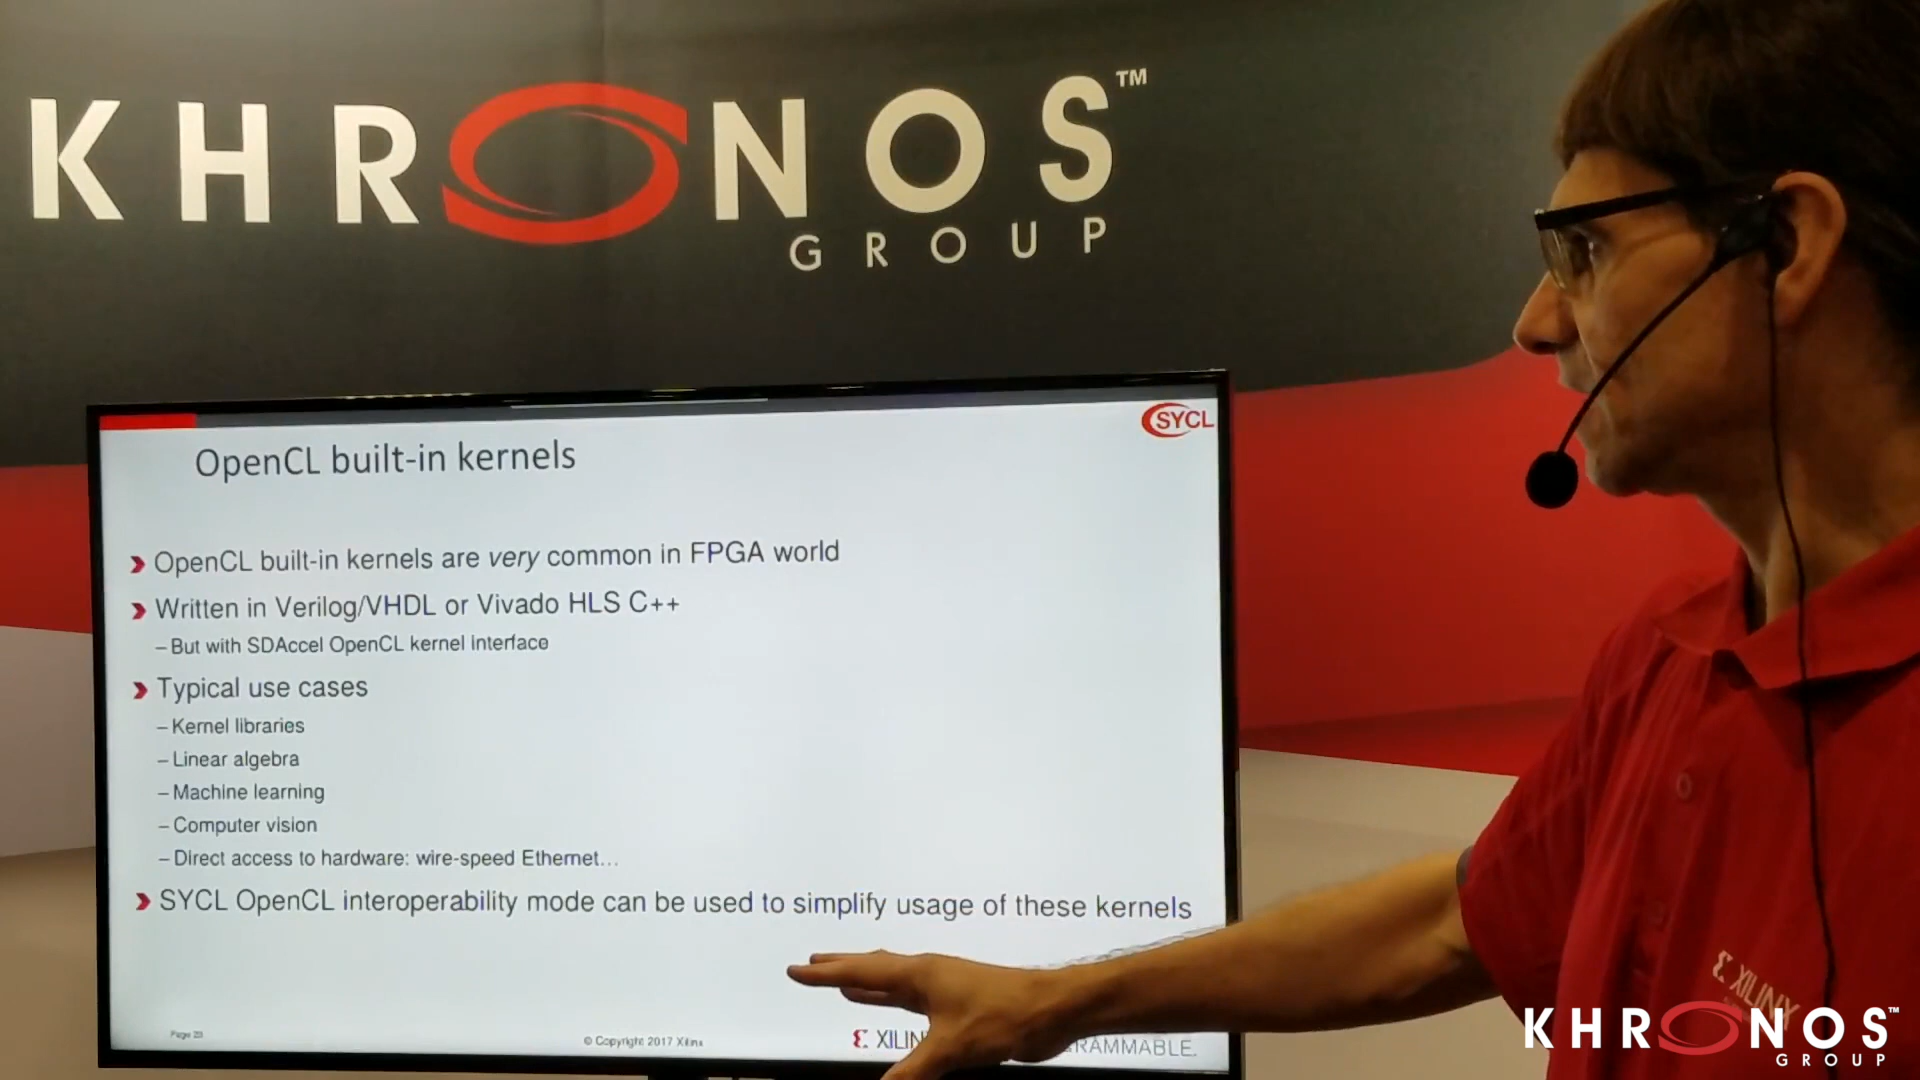 KHRONOS™
GROUP
SYCL
OpenCL built-in kernels
OpenCL built-in kernels are very common in FPGA world
Written in Verilog/VHDL or Vivado HLS C++
– But with SDAccel OpenCL kernel interface
Typical use cases
– Kernel libraries
– Linear algebra
– Machine learning
– Computer vision
– Direct access to hardware: wire-speed Ethernet…
SYCL OpenCL interoperability mode can be used to simplify usage of these kernels
Page
© Copyright 2017 Xilinx
XILIN
RAMMABLE.
XILINX
KHRONOS™
GROUP